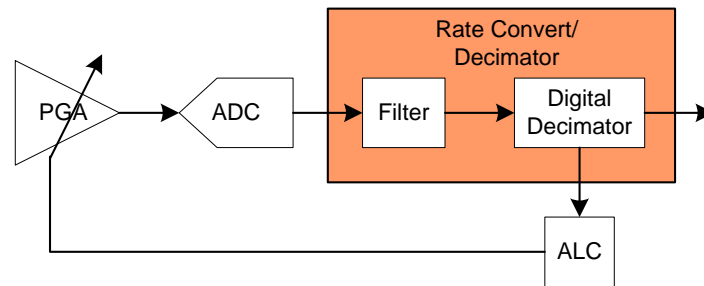 Rate Convert/
Decimator
PGA
ADC
Filter
Digital
Decimator
ALC